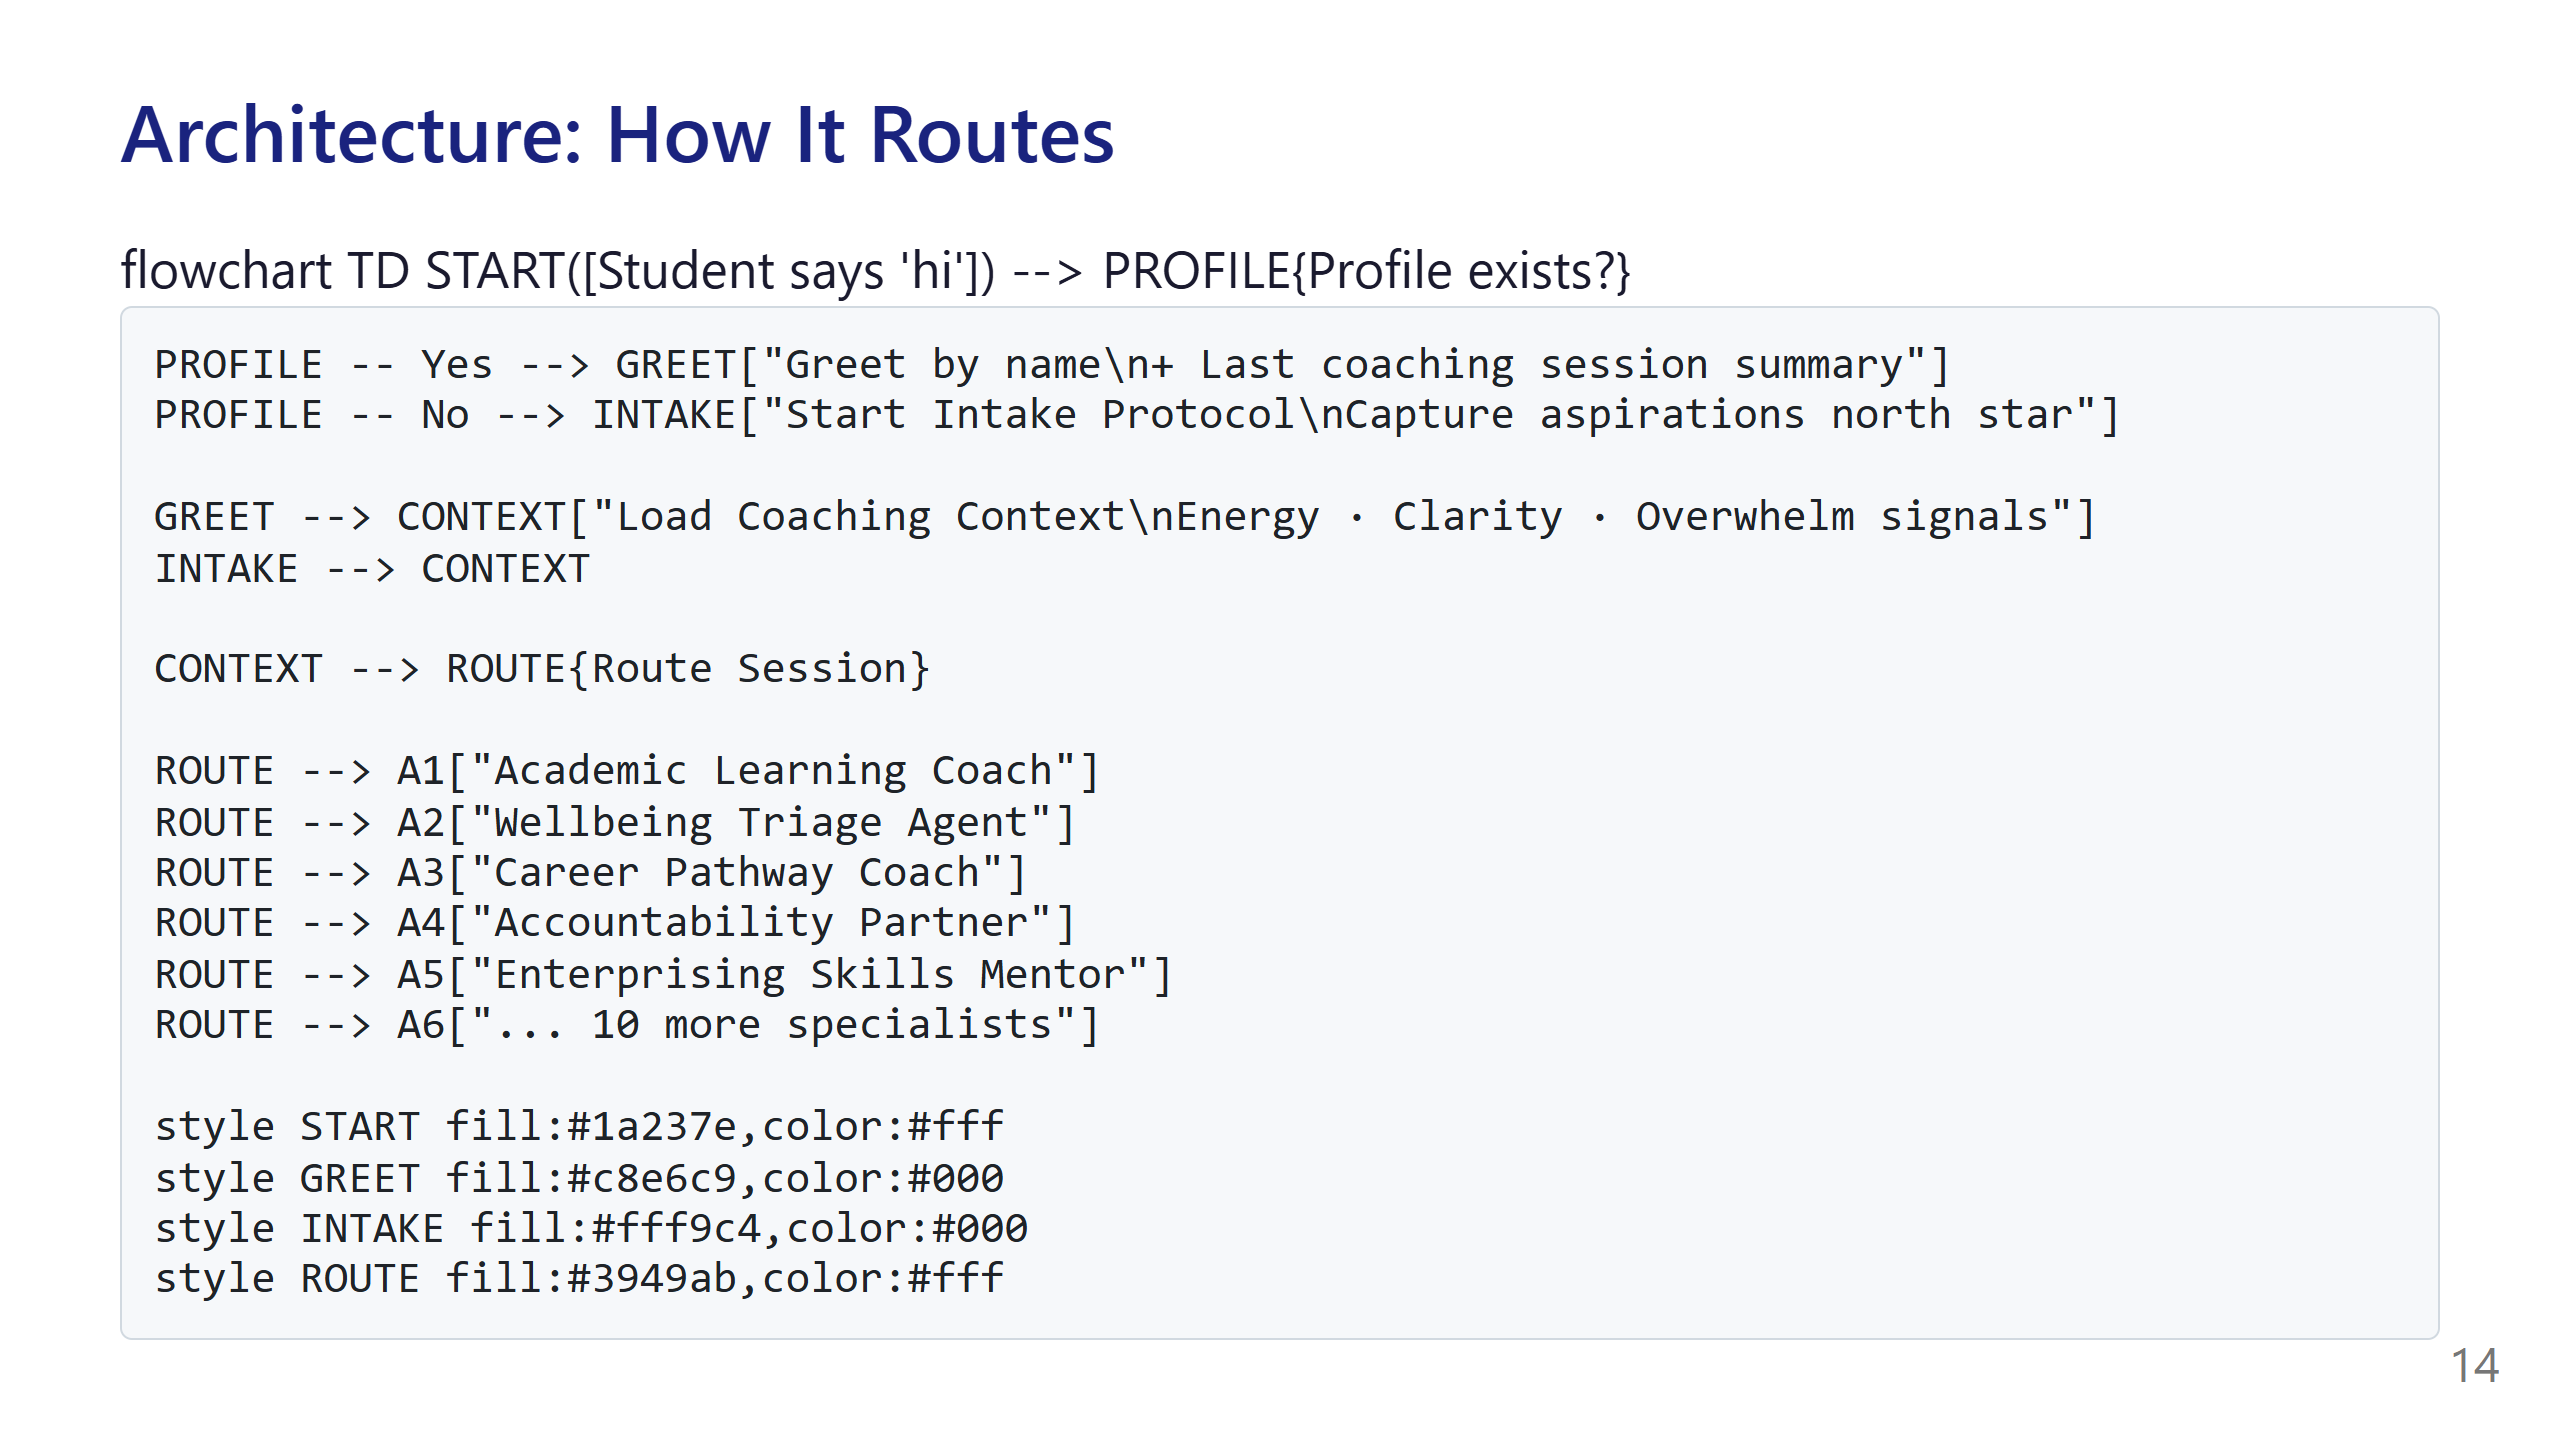 Architecture: How It Routes
flowchart TD START([Student says 'hi']) --> PROFILE{Profile exists?}
PROFILE -- Yes --> GREET["Greet by name\n+ Last coaching session summary"]
PROFILE -- No --> INTAKE["Start Intake Protocol\nCapture aspirations north star"]
GREET --> CONTEXT["Load Coaching Context\nEnergy · Clarity · Overwhelm signals"]
INTAKE --> CONTEXT
CONTEXT --> ROUTE{Route Session}
ROUTE --> A1["Academic Learning Coach"]
ROUTE --> A2["Wellbeing Triage Agent"]
ROUTE --> A3["Career Pathway Coach"]
ROUTE --> A4["Accountability Partner"]
ROUTE --> A5["Enterprising Skills Mentor"]
ROUTE --> A6["... 10 more specialists"]
style START fill:#1a237e,color:#fff
style GREET fill:#c8e6c9,color:#000
style INTAKE fill:#fff9c4,color:#000
style ROUTE fill:#3949ab,color:#fff
14